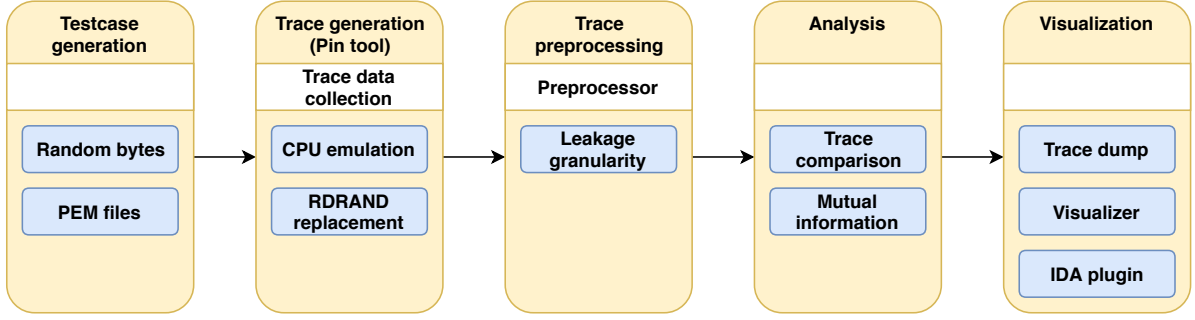 Testcase
generation
Random bytes
PEM files
Trace generation
(Pin tool)
Trace data
collection
CPU emulation
RDRAND
replacement
Trace
preprocessing
Preprocessor
Leakage
granularity
Analysis
Trace
comparison
Mutual
information
Visualization
Trace dump
Visualizer
IDA plugin